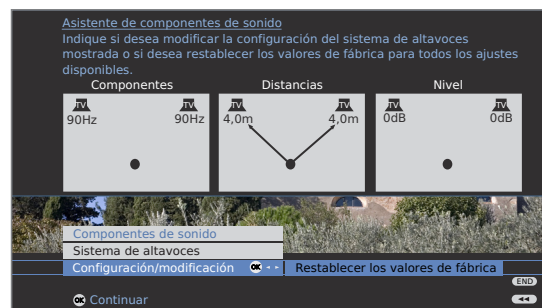 Asistente de componentes de sonido
Indique si desea modificar la configuración del sistema de altavoces
mostrada o si desea restablecer los valores de fábrica para todos los ajustes
disponibles.
Componentes Distancias Nivel
TV TV TV TV TV TV
90Hz 90Hz 4,0m 4,0m 0dB 0dB
Componentes de sonido
Sistema de altavoces
Configuración/modificación OK Restablecer los valores de fábrica
END
OK Continuar